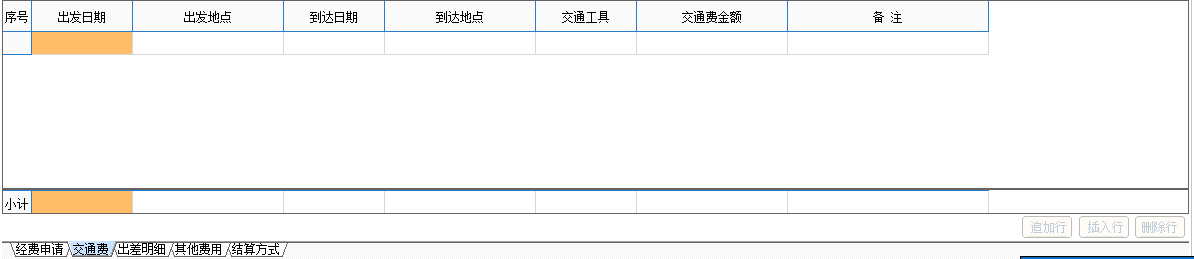 序号 出发日期 出发地点 到达日期 到达地点 交通工具 交通费金额 备 注
小计
追加行 插入行 删除行
经费申请 交通费 出差明细 其他费用 结算方式